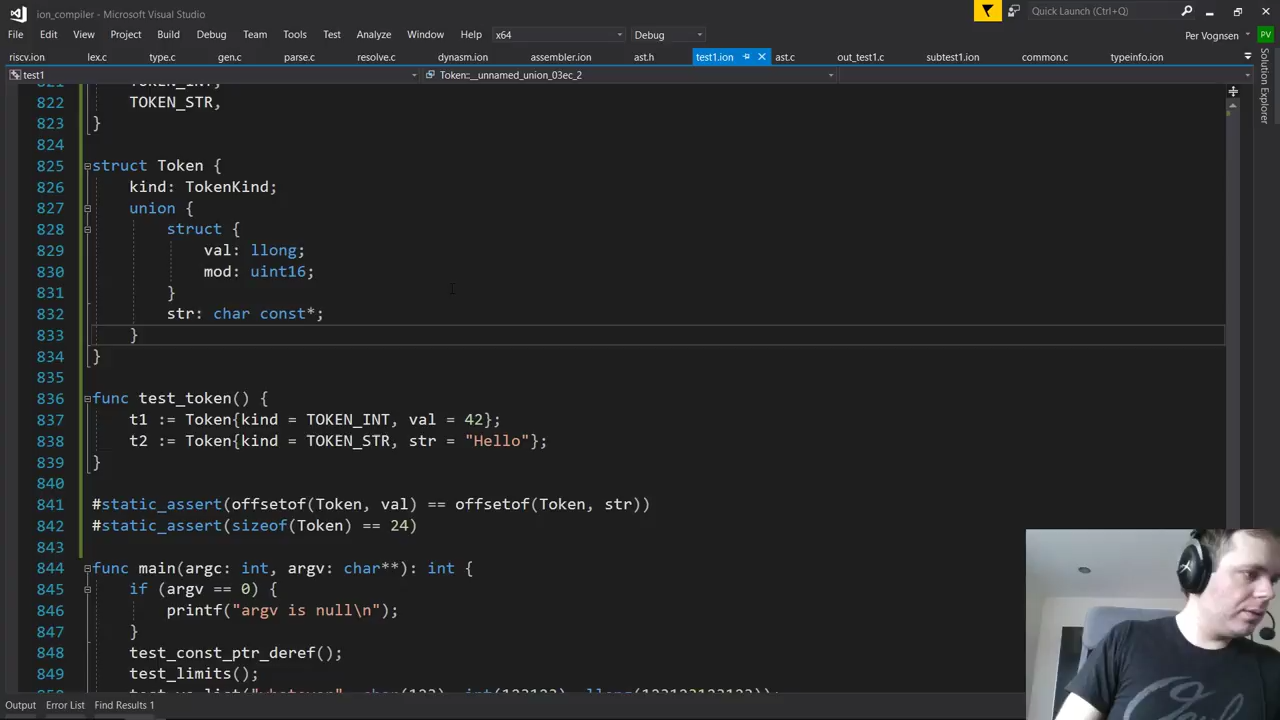 ion_compiler - Microsoft Visual Studio
Quick Launch (Ctrl+Q)
File Edit View Project Build Debug Team Tools Test Analyze Window Help x64 Debug
Per Vognsen PV
riscv.ion lex.c type.c gen.c parse.c resolve.c dynasm.ion assembler.ion ast.h test1.ion ast.c out_test1.c subtest1.ion common.c typeinfo.ion
test1 Token::__unnamed_union_03ec_2
Solution Explorer
821 TOKEN_INT,
822 TOKEN_STR,
823 }
824
825 struct Token {
826 kind: TokenKind;
827 union {
828 struct {
829 val: llong;
830 mod: uint16;
831 }
832 str: char const*;
833 }
834 }
835
836 func test_token() {
837 t1 := Token{kind = TOKEN_INT, val = 42};
838 t2 := Token{kind = TOKEN_STR, str = "Hello"};
839 }
840
841 #static_assert(offsetof(Token, val) == offsetof(Token, str))
842 #static_assert(sizeof(Token) == 24)
843
844 func main(argc: int, argv: char**): int {
845 if (argv == 0) {
846 printf("argv is null\n");
847 }
848 test_const_ptr_deref();
849 test_limits();
Output Error List Find Results 1